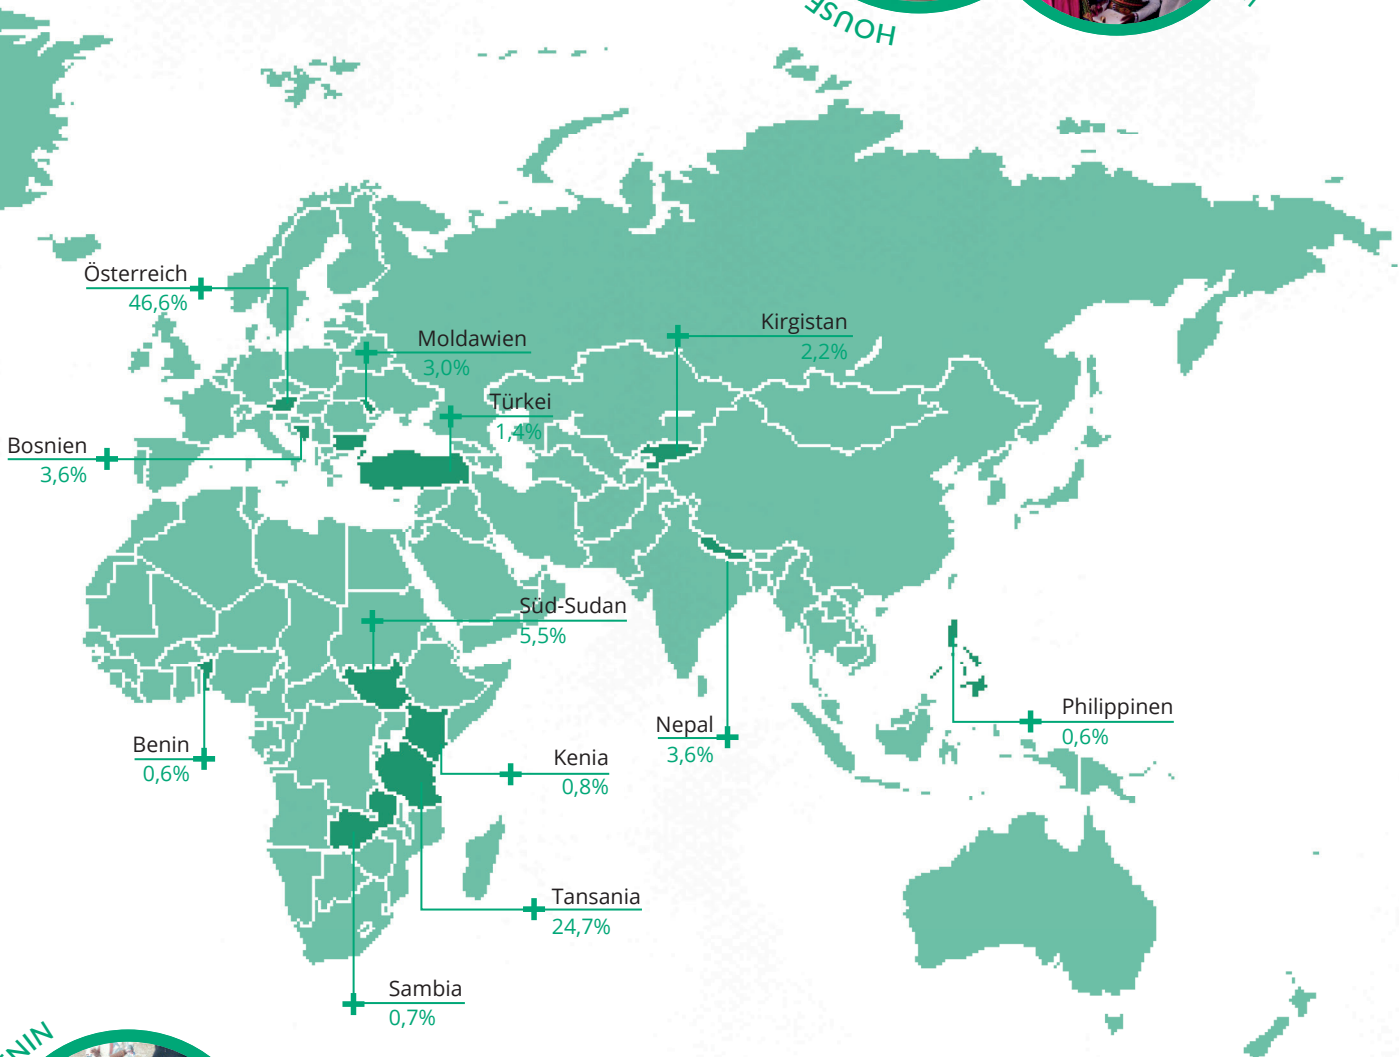 HOUSE
Österreich
46,6%
Moldawien
3,0%
Kirgistan
2,2%
Türkei
1,4%
Bosnien
3,6%
Süd-Sudan
5,5%
Philippinen
0,6%
Nepal
3,6%
Benin
0,6%
Kenia
0,8%
Tansania
24,7%
Sambia
0,7%
ENIN